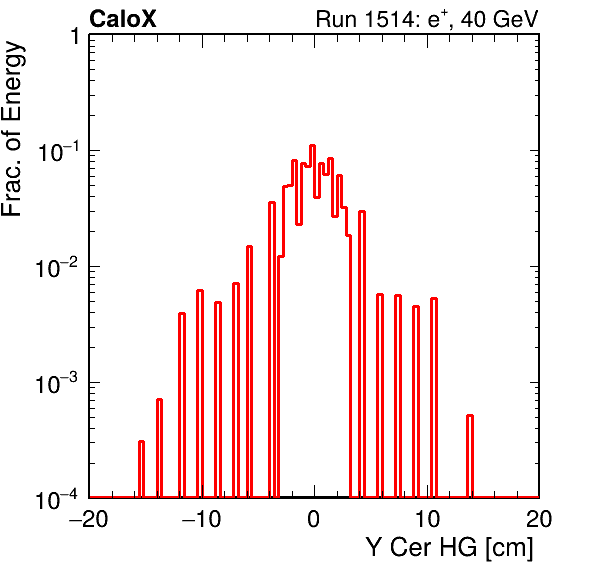 CaloX Run 1514: e⁺, 40 GeV
Frac. of Energy
1
10⁻¹
10⁻²
10⁻³
10⁻⁴
−20 −10 0 10 20
Y Cer HG [cm]